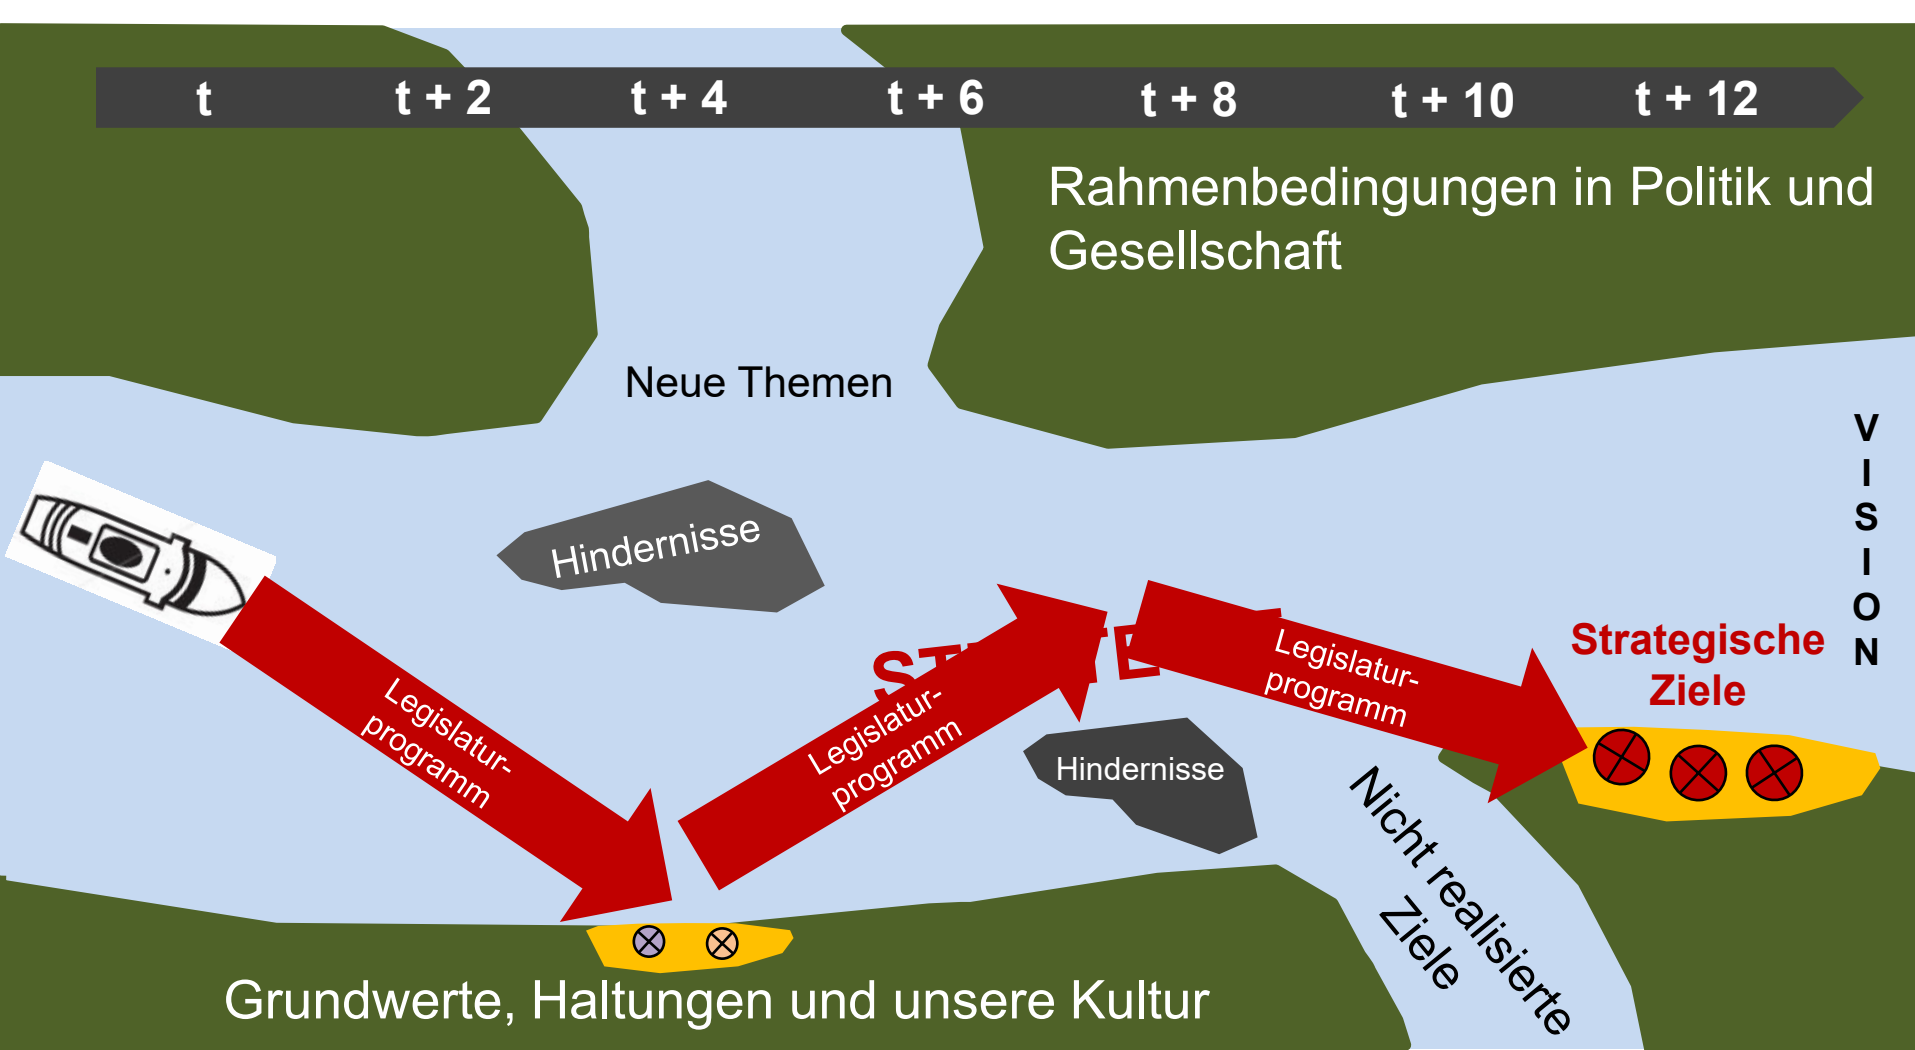 t t + 2 t + 4 t + 6 t + 8 t + 10 t + 12
Rahmenbedingungen in Politik und
Gesellschaft
Neue Themen
VISION
Hindernisse
Strategische
Ziele
Legislatur-
programm
Legislatur-
programm
Legislatur-
programm
Hindernisse
Nicht realisierte
Ziele
Grundwerte, Haltungen und unsere Kultur